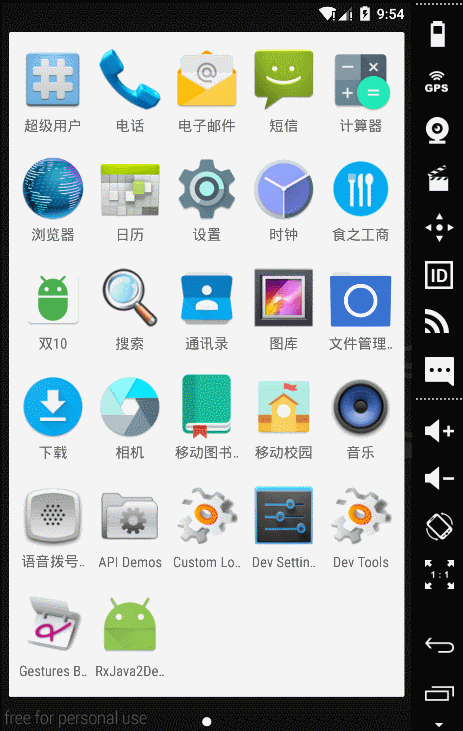 9:54
超级用户 电话 电子邮件 短信 计算器
GPS
浏览器 日历 设置 时钟 食之工商
ID
双10 搜索 通讯录 图库 文件管理..
下载 相机 移动图书.. 移动校园 音乐
语音拨号.. API Demos Custom Lo.. Dev Settin.. Dev Tools
1:1
Gestures B.. RxJava2De..
free for personal use